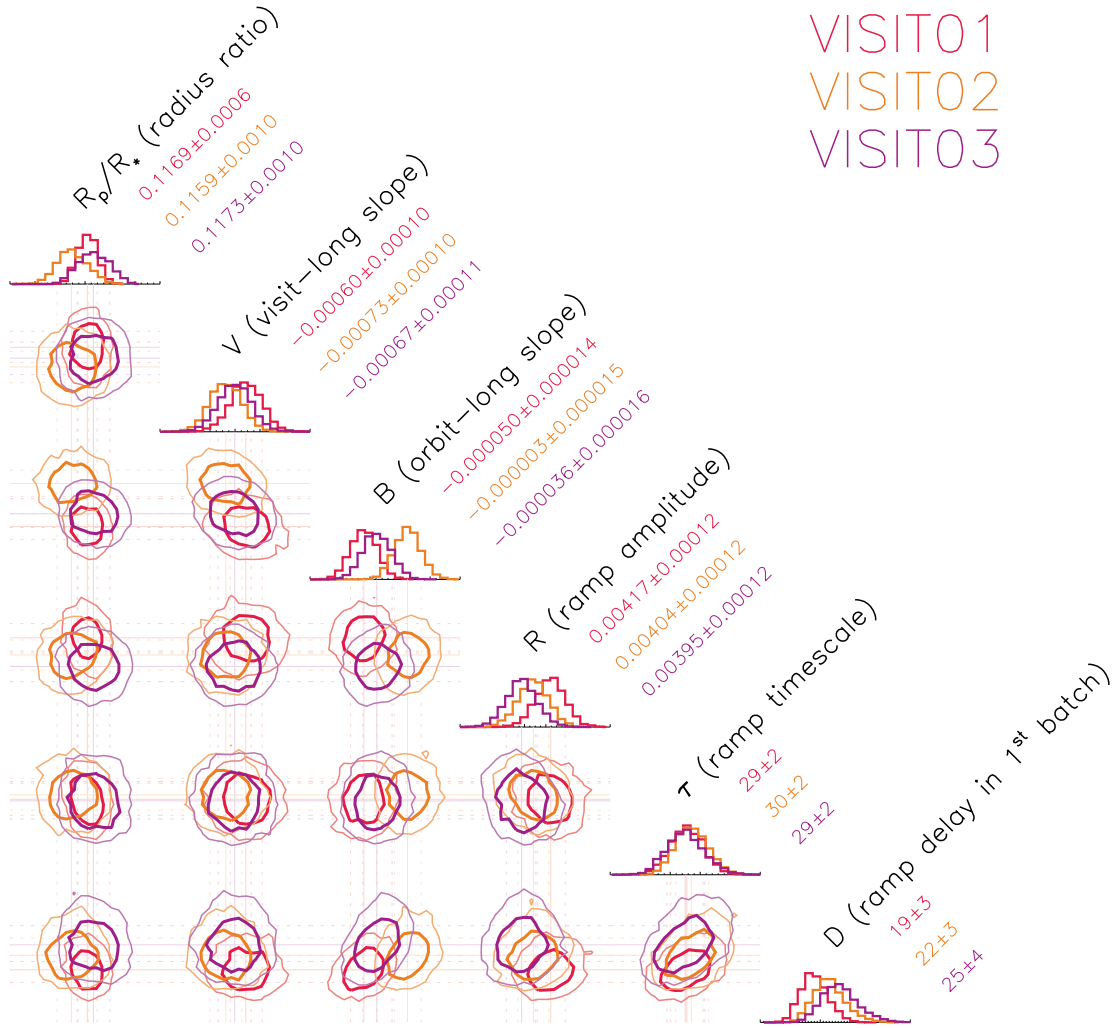 VISIT01
VISIT02
VISIT03
Rp/R* (radius ratio)
0.1169±0.0006
0.1159±0.0010
0.1173±0.0010
V (visit-long slope)
-0.00060±0.00010
-0.00073±0.00010
-0.00067±0.00011
B (orbit-long slope)
-0.000050±0.000014
-0.000003±0.000015
-0.000036±0.000016
R (ramp amplitude)
0.00417±0.00012
0.00404±0.00012
0.00395±0.00012
τ (ramp timescale)
29±2
30±2
29±2
D (ramp delay in 1st batch)
19±3
22±3
25±4